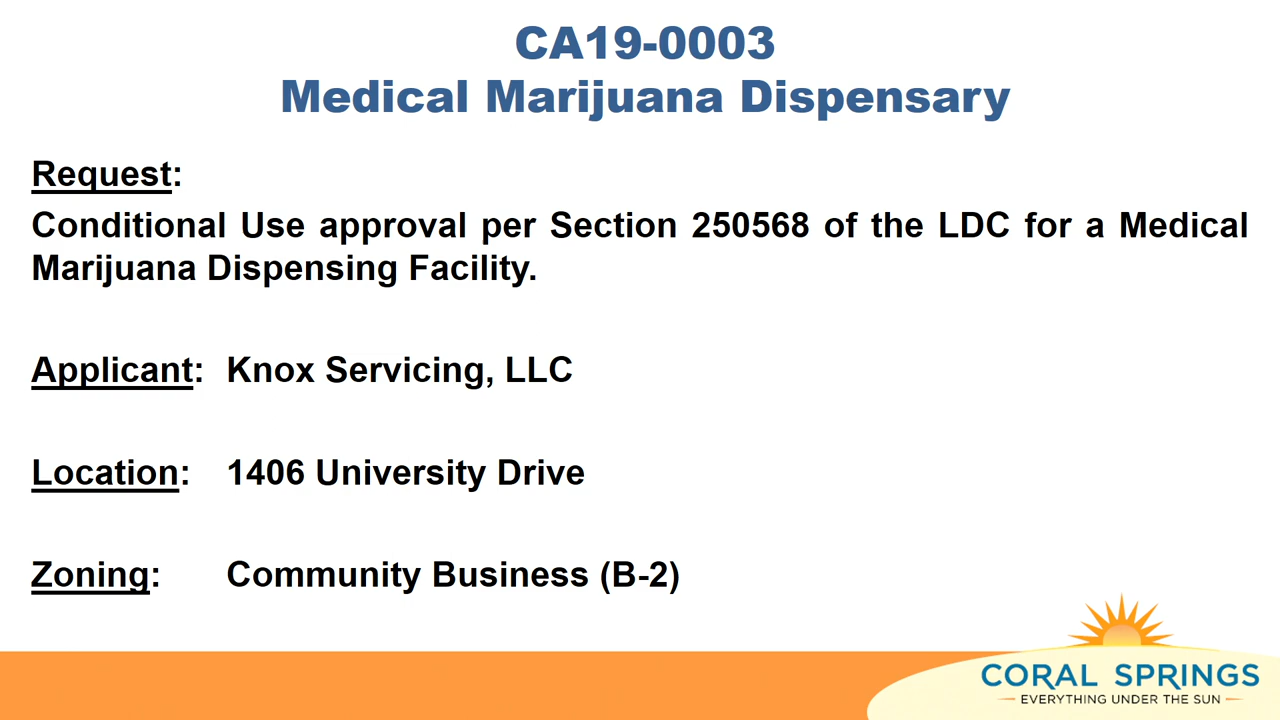 CA19-0003
Medical Marijuana Dispensary
Request:
Conditional Use approval per Section 250568 of the LDC for a Medical
Marijuana Dispensing Facility.
Applicant: Knox Servicing, LLC
Location: 1406 University Drive
Zoning: Community Business (B-2)
CORAL SPRINGS
EVERYTHING UNDER THE SUN